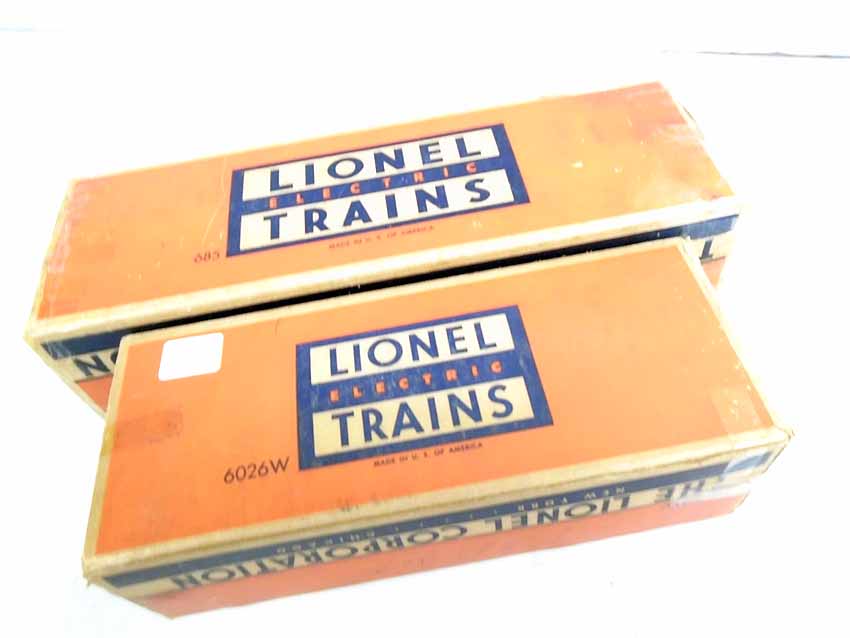 LIONEL
ELECTRIC
TRAINS
MADE IN U. S. OF AMERICA
685
LIONEL
ELECTRIC
TRAINS
MADE IN U. S. OF AMERICA
6026W
THE LIONEL CORPORATION
NEW YORK
CHICAGO